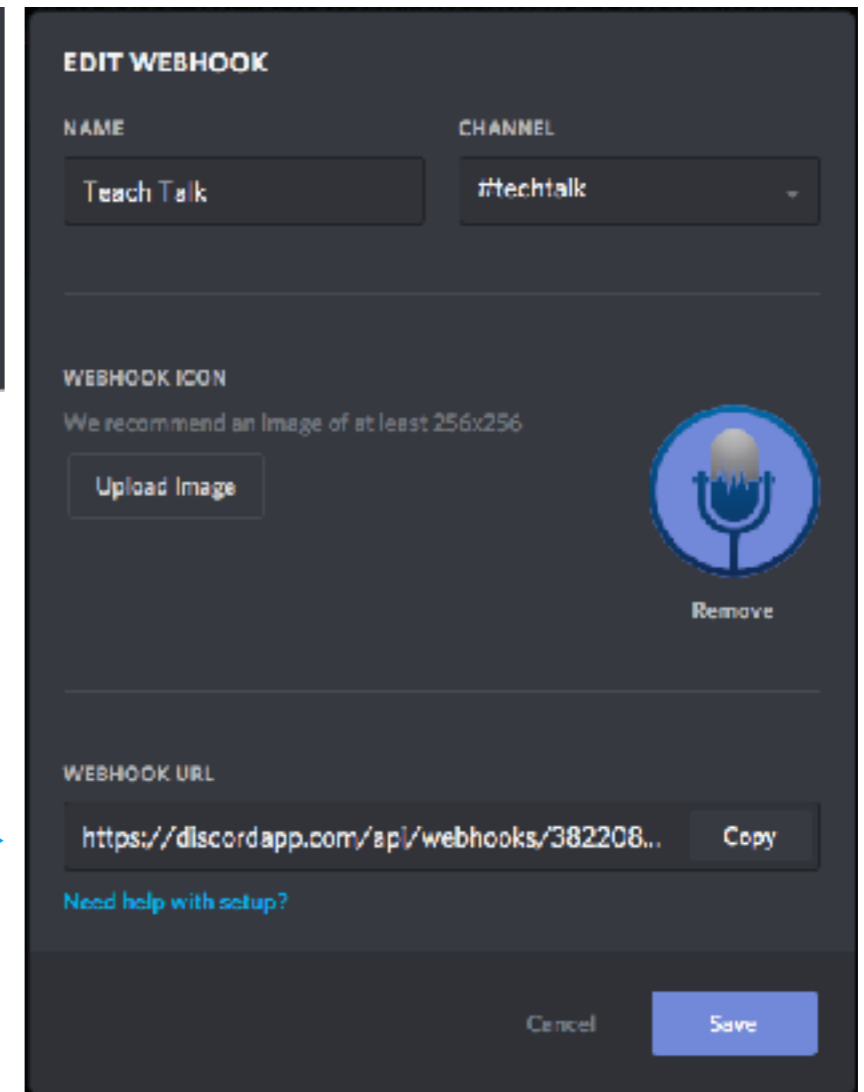 EDIT WEBHOOK
NAME CHANNEL
Teach Talk #techtalk
WEBHOOK ICON
We recommend an image of at least 256x256
Upload Image
Remove
WEBHOOK URL
https://discordapp.com/api/webhooks/382208... Copy
Need help with setup?
Cancel Save